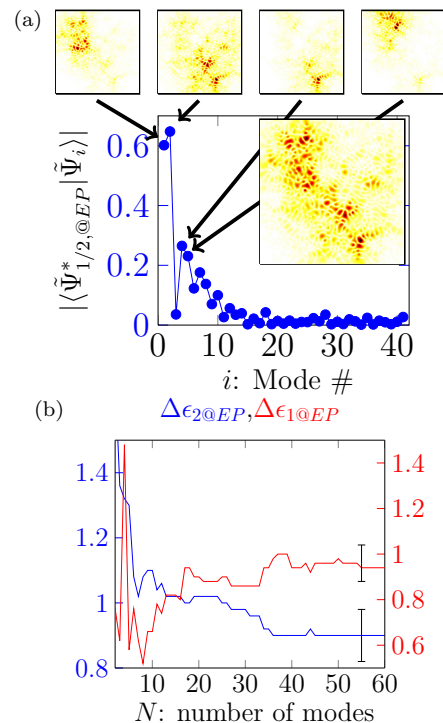 (a)
|⟨Ψ̃*1/2,@EP|Ψ̃i⟩|
0.6
0.4
0.2
0
0 10 20 30 40
i: Mode #
(b)
Δϵ2@EP,Δϵ1@EP
1.4
1.2
1
0.8
1.4
1.2
1
0.8
0.6
10 20 30 40 50 60
N: number of modes